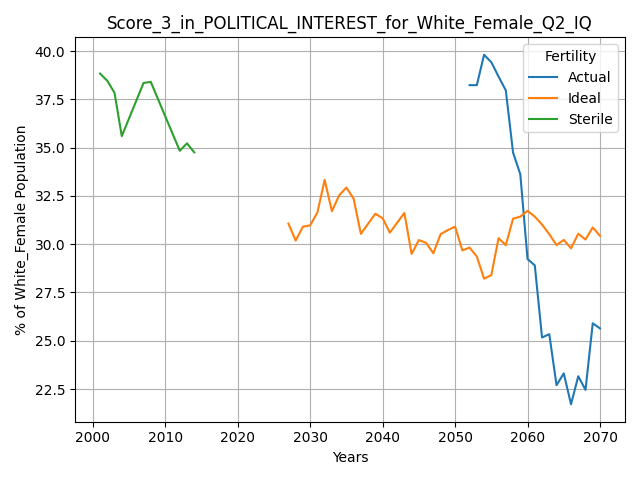 Score_3_in_POLITICAL_INTEREST_for_White_Female_Q2_IQ
Fertility
Actual
Ideal
Sterile
% of White_Female Population
40.0
37.5
35.0
32.5
30.0
27.5
25.0
22.5
2000 2010 2020 2030 2040 2050 2060 2070
Years